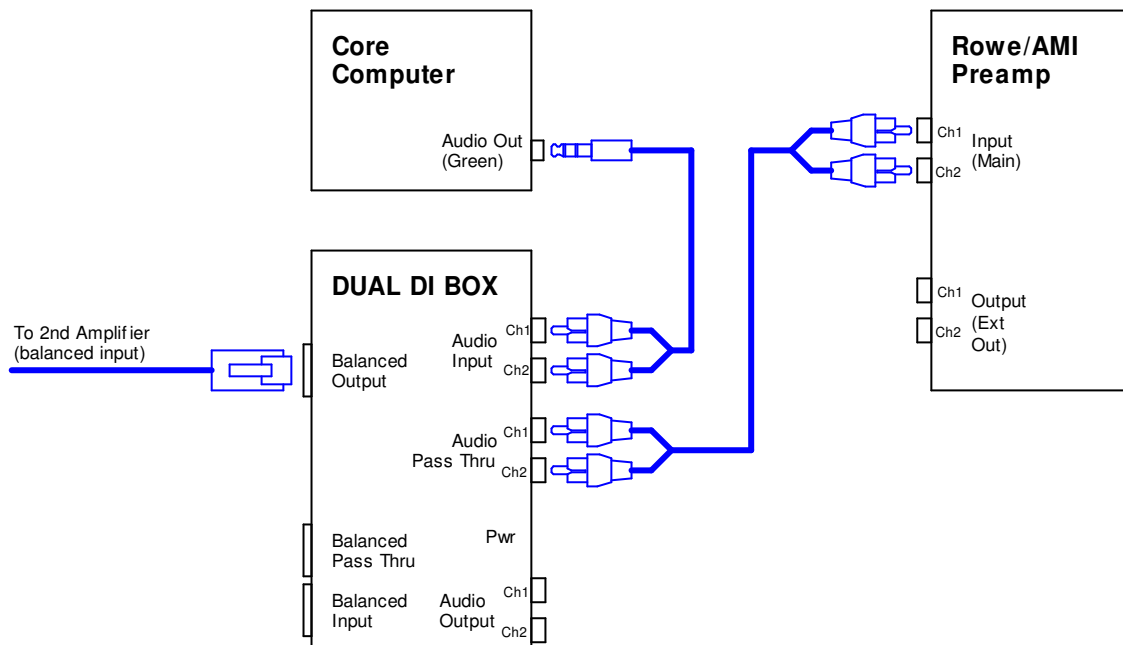 Core
Computer
Audio Out
(Green)
Rowe/AMI
Preamp
Ch1
Input
(Main)
Ch2
Ch1
Output
(Ext
Out)
Ch2
DUAL DI BOX
To 2nd Amplifier
(balanced input)
Balanced
Output
Audio
Input
Ch1
Ch2
Audio
Pass Thru
Ch1
Ch2
Balanced
Pass Thru
Pwr
Balanced
Input
Audio
Output
Ch1
Ch2